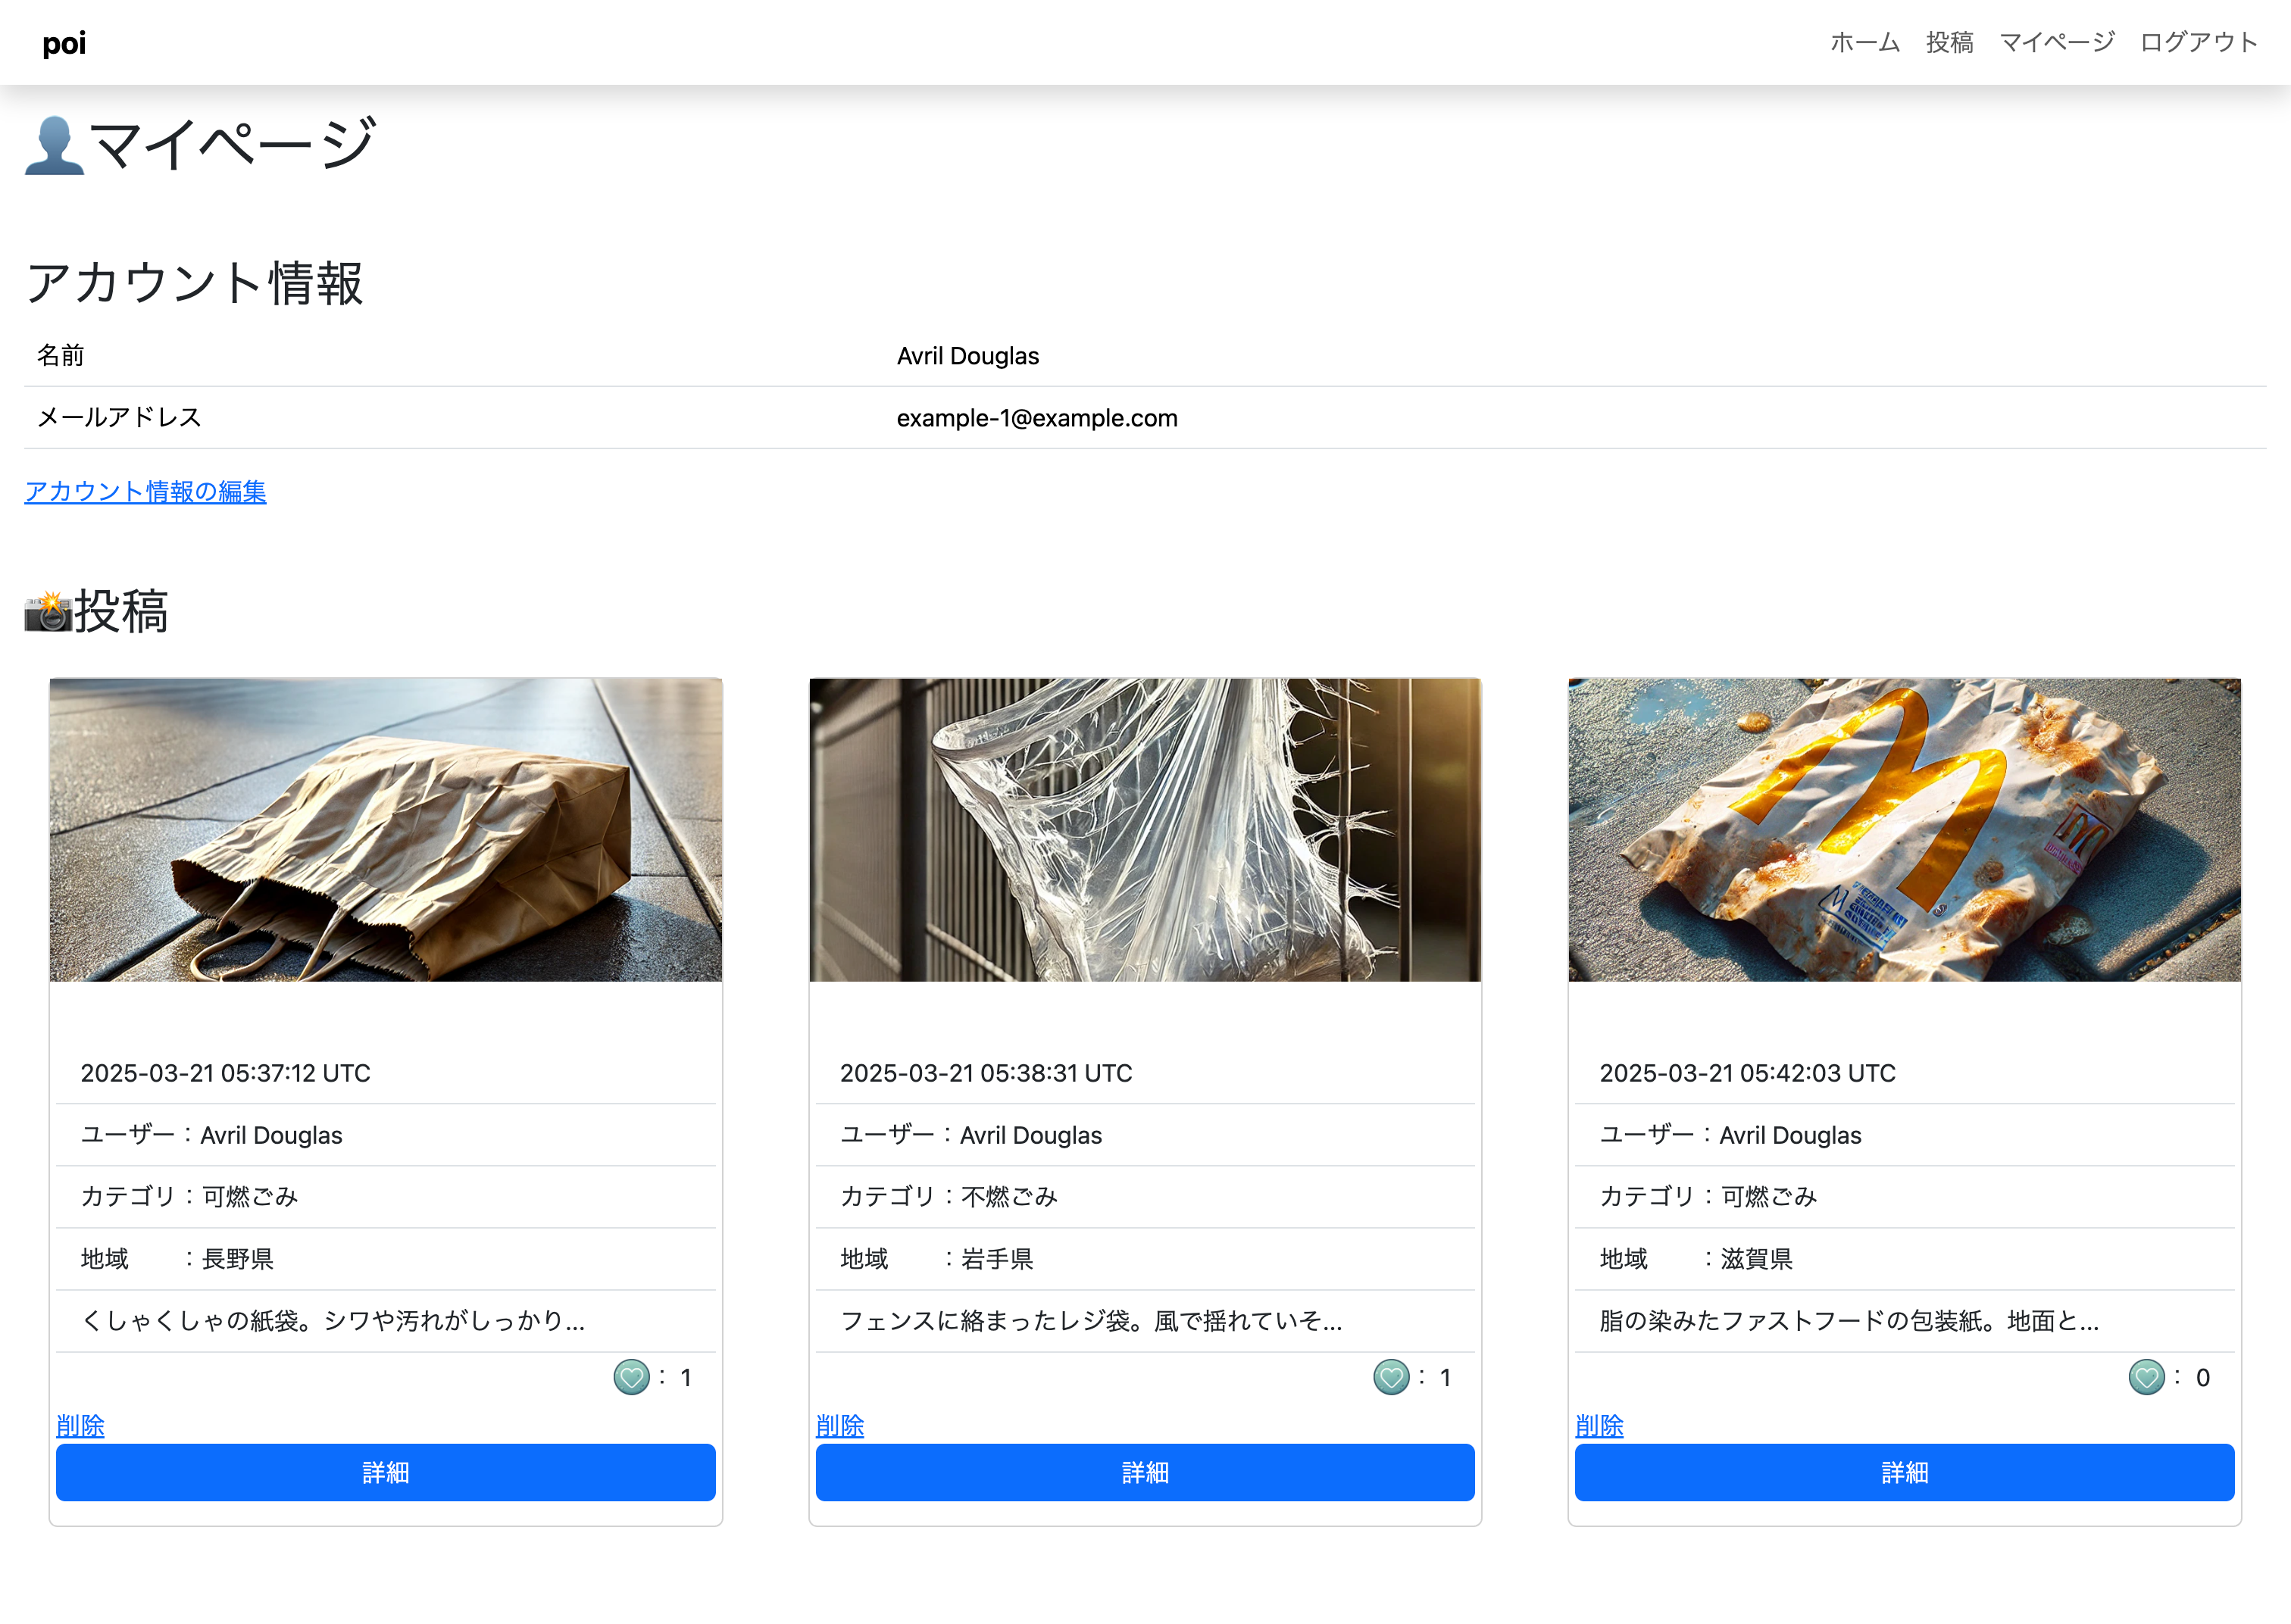 poi
ホーム 投稿 マイページ ログアウト
👤マイページ
アカウント情報
名前 Avril Douglas
メールアドレス example-1@example.com
アカウント情報の編集
📸投稿
2025-03-21 05:37:12 UTC
ユーザー：Avril Douglas
カテゴリ：可燃ごみ
地域　　：長野県
くしゃくしゃの紙袋。シワや汚れがしっかり...
： 1
削除
詳細
2025-03-21 05:38:31 UTC
ユーザー：Avril Douglas
カテゴリ：不燃ごみ
地域　　：岩手県
フェンスに絡まったレジ袋。風で揺れていそ...
： 1
削除
詳細
2025-03-21 05:42:03 UTC
ユーザー：Avril Douglas
カテゴリ：可燃ごみ
地域　　：滋賀県
脂の染みたファストフードの包装紙。地面と...
： 0
削除
詳細